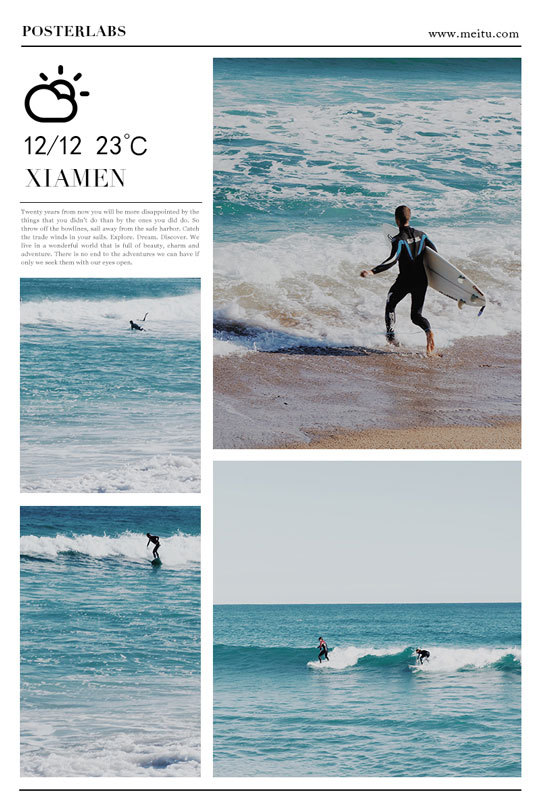 POSTERLABS
www.meitu.com
12/12 23°C
XIAMEN
Twenty years from now you will be more disappointed by the
things that you didn't do than by the ones you did do. So
throw off the bowlines, sail away from the safe harbor. Catch
the trade winds in your sails. Explore. Dream. Discover. We
live in a wonderful world that is full of beauty, charm and
adventure. There is no end to the adventures we can have if
only we seek them with our eyes open.